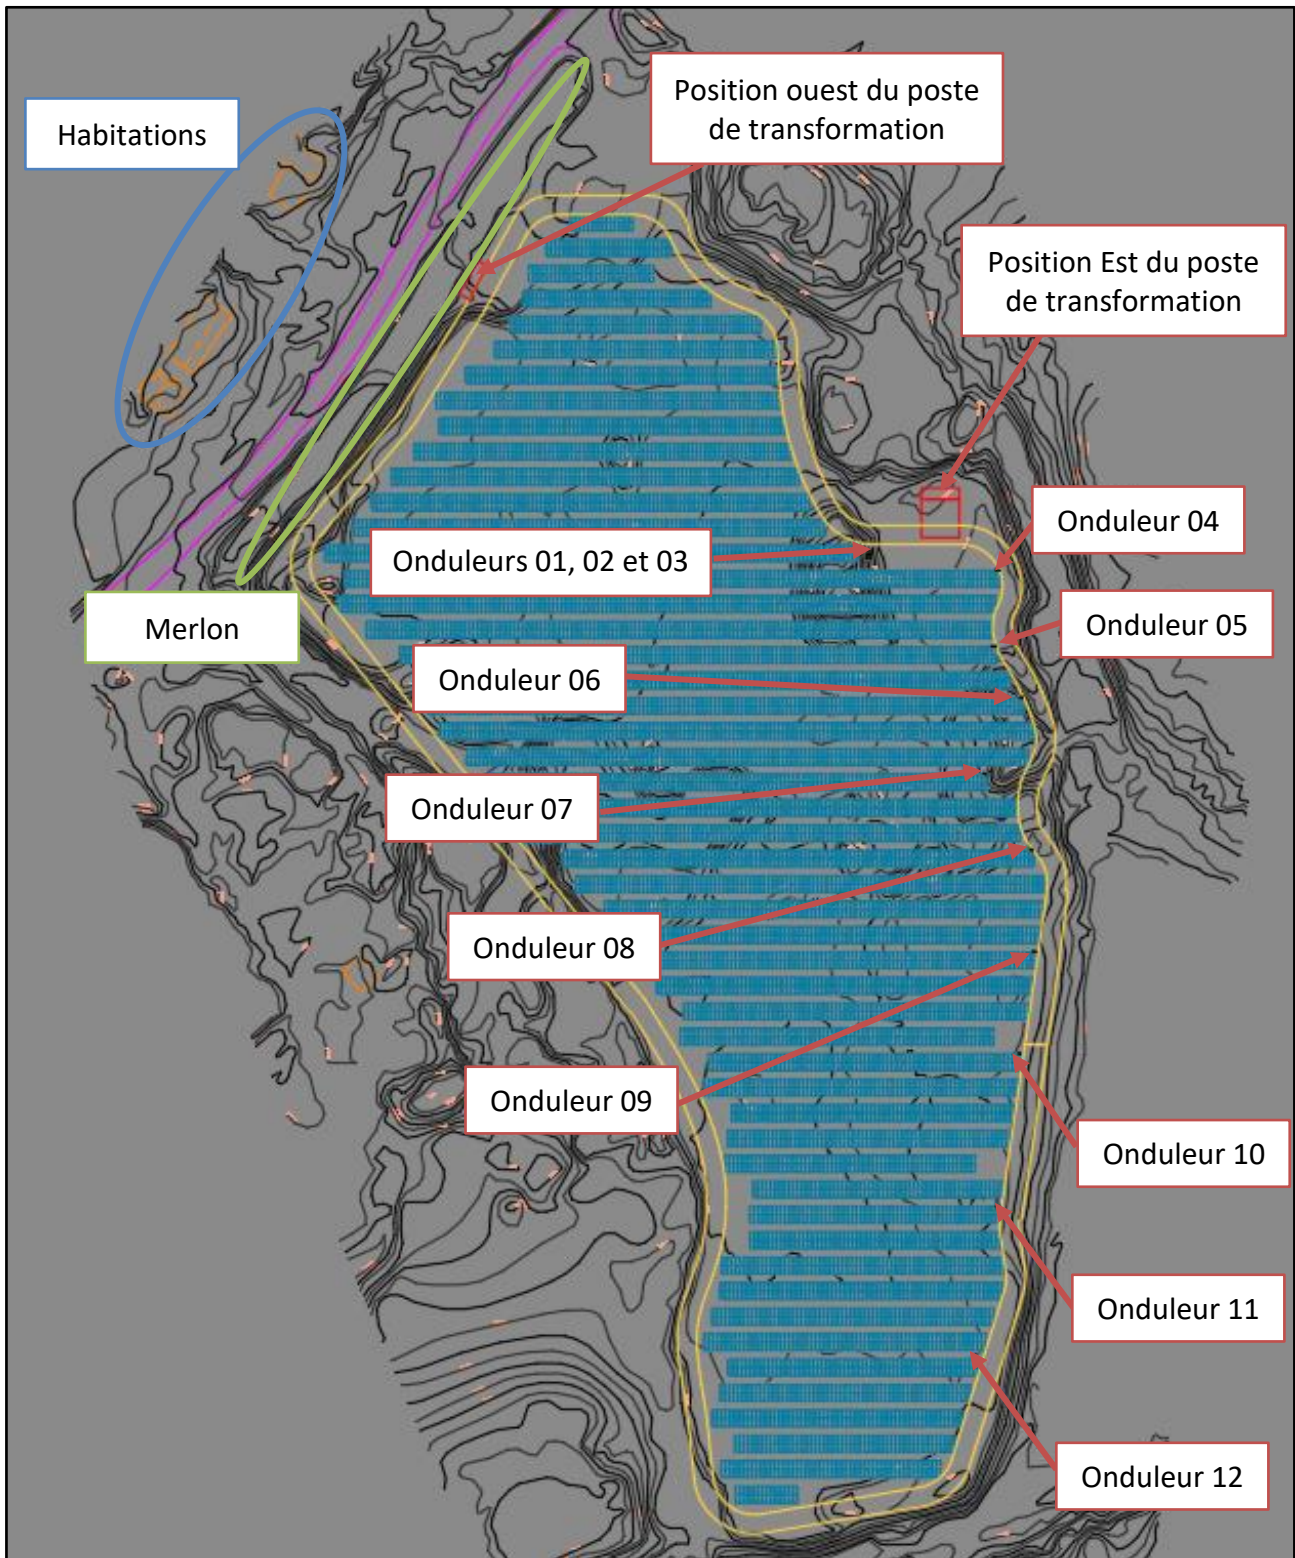 Position ouest du poste
de transformation
Habitations
Position Est du poste
de transformation
Onduleur 04
Onduleurs 01, 02 et 03
Merlon
Onduleur 05
Onduleur 06
Onduleur 07
Onduleur 08
Onduleur 09
Onduleur 10
Onduleur 11
Onduleur 12